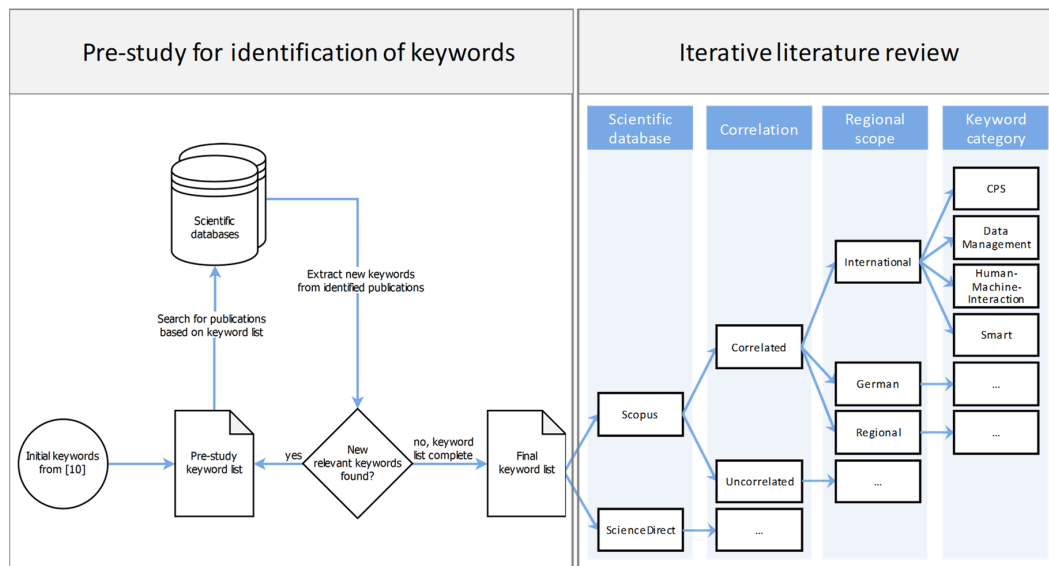 Pre-study for identification of keywords
Scientific
databases
Extract new keywords
from identified publications
Search for publications
based on keyword list
Initial keywords
from [10]
Pre-study
keyword list
yes
New
relevant keywords
found?
no, keyword
list complete
Final
keyword list
Iterative literature review
Scientific
database
Correlation
Regional
scope
Keyword
category
Scopus
ScienceDirect
Correlated
Uncorrelated
...
International
German
Regional
...
CPS
Data
Management
Human-
Machine-
Interaction
Smart
...
...